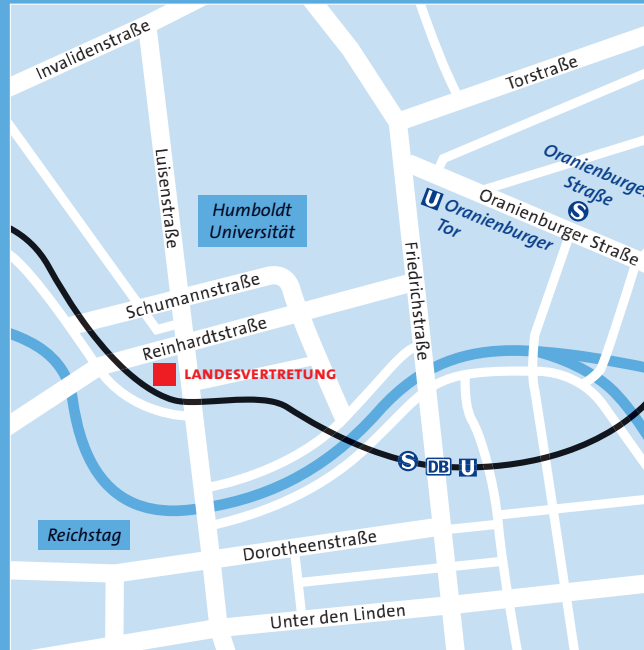 Invalidenstraße
Torstraße
Luisenstraße
Oranienburger
Straße
S
Humboldt
Universität
U Oranienburger
Tor
Oranienburger Straße
Friedrichstraße
Schumannstraße
Reinhardtstraße
LANDESVERTRETUNG
S DB U
Reichstag
Dorotheenstraße
Unter den Linden